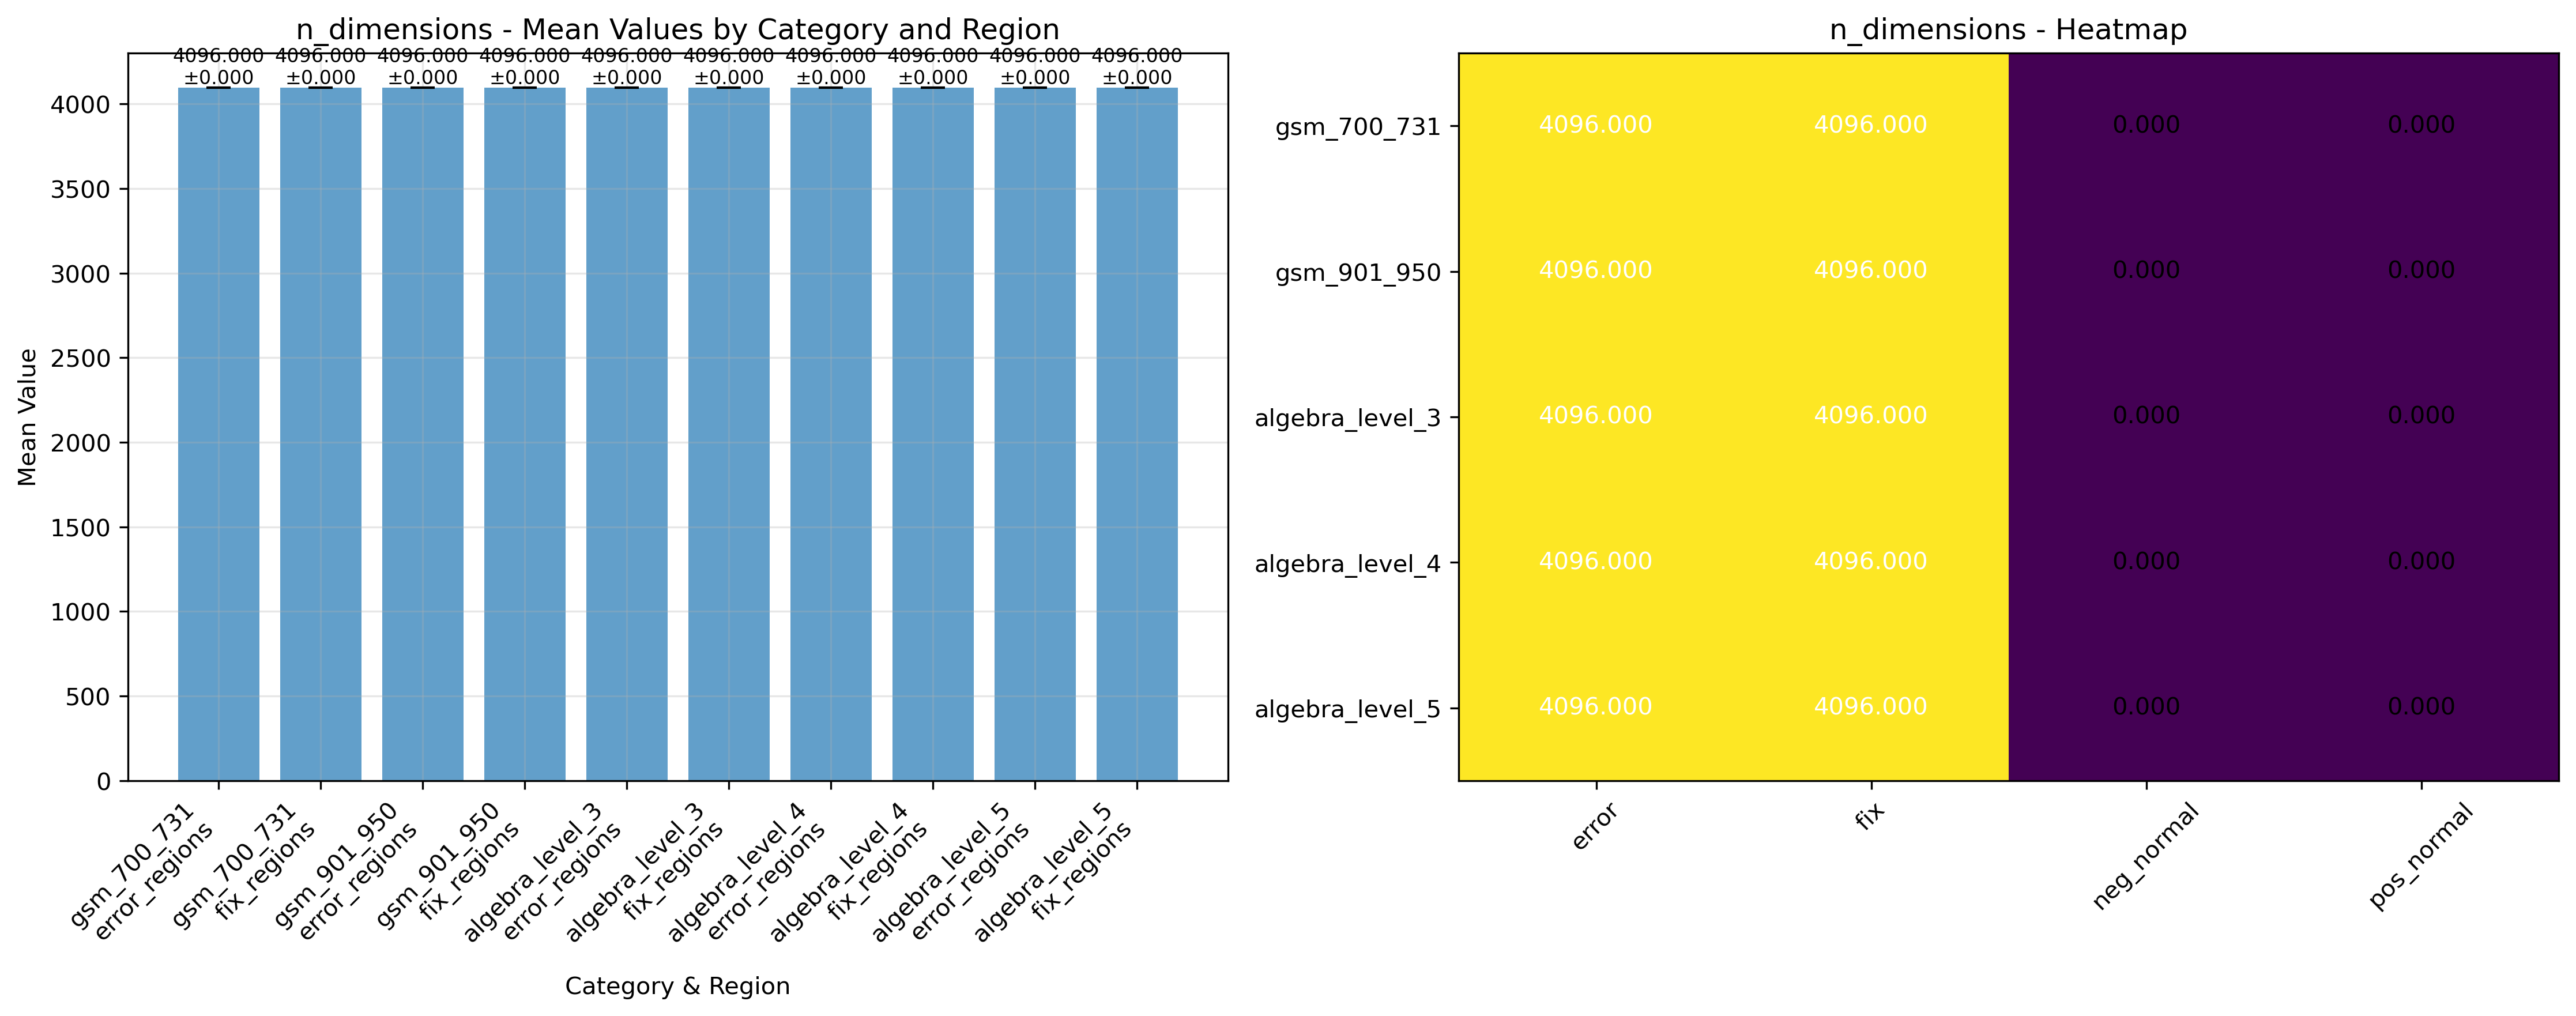 n_dimensions - Mean Values by Category and Region
4096.000 4096.000 4096.000 4096.000 4096.000 4096.000 4096.000 4096.000 4096.000 4096.000
±0.000 ±0.000 ±0.000 ±0.000 ±0.000 ±0.000 ±0.000 ±0.000 ±0.000 ±0.000
4000
3500
3000
2500
2000
1500
1000
500
0
Mean Value
gsm_700_731
error_regions
gsm_700_731
fix_regions
gsm_901_950
error_regions
gsm_901_950
fix_regions
algebra_level_3
error_regions
algebra_level_3
fix_regions
algebra_level_4
error_regions
algebra_level_4
fix_regions
algebra_level_5
error_regions
algebra_level_5
fix_regions
Category & Region
n_dimensions - Heatmap
gsm_700_731 4096.000 4096.000 0.000 0.000
gsm_901_950 4096.000 4096.000 0.000 0.000
algebra_level_3 4096.000 4096.000 0.000 0.000
algebra_level_4 4096.000 4096.000 0.000 0.000
algebra_level_5 4096.000 4096.000 0.000 0.000
error
fix
neg_normal
pos_normal